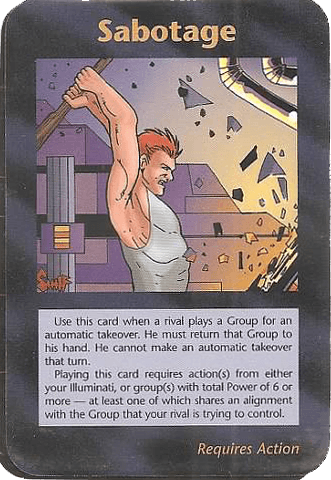 Sabotage
Use this card when a rival plays a Group for an
automatic takeover. He must return that Group to
his hand. He cannot make an automatic takeover
that turn.
Playing this card requires action(s) from either
your Illuminati, or group(s) with total Power of 6 or
more — at least one of which shares an alignment
with the Group that your rival is trying to control.
Requires Action